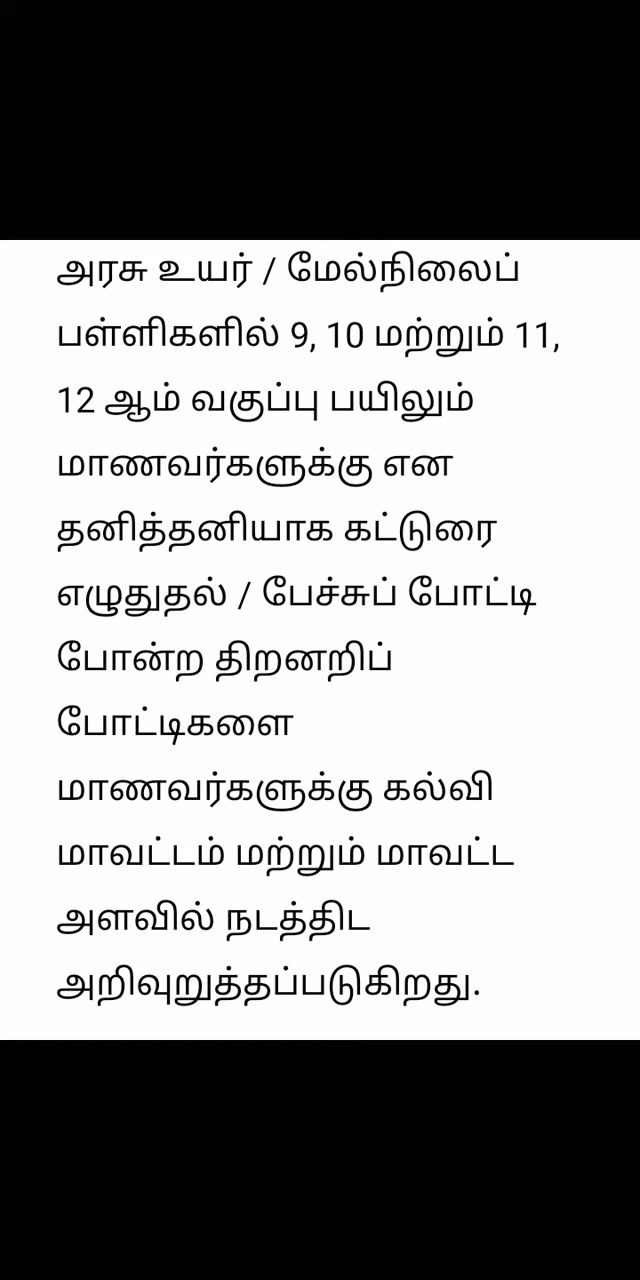 அரசு உயர் / மேல்நிலைப்
பள்ளிகளில் 9, 10 மற்றும் 11,
12 ஆம் வகுப்பு பயிலும்
மாணவர்களுக்கு என
தனித்தனியாக கட்டுரை
எழுதுதல் / பேச்சுப் போட்டி
போன்ற திறனறிப்
போட்டிகளை
மாணவர்களுக்கு கல்வி
மாவட்டம் மற்றும் மாவட்ட
அளவில் நடத்திட
அறிவுறுத்தப்படுகிறது.